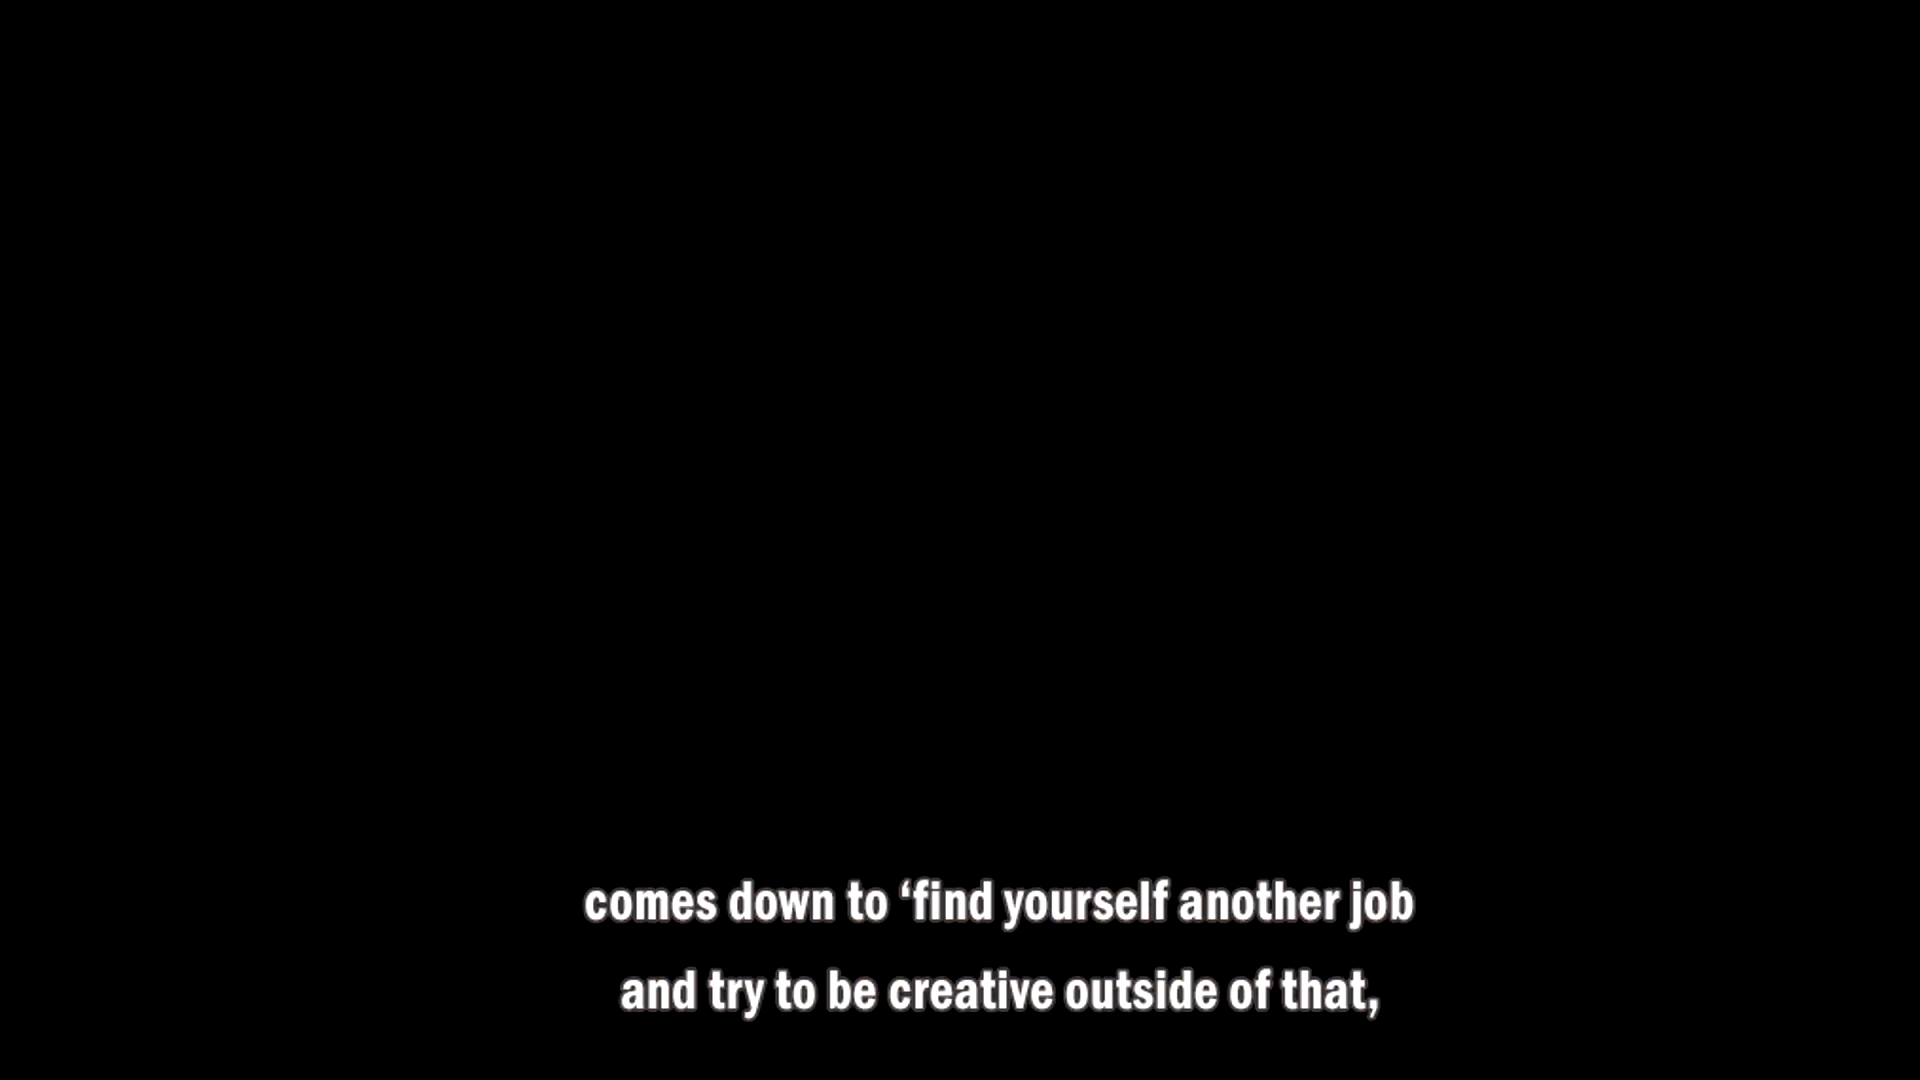 comes down to ‘find yourself another job
and try to be creative outside of that,